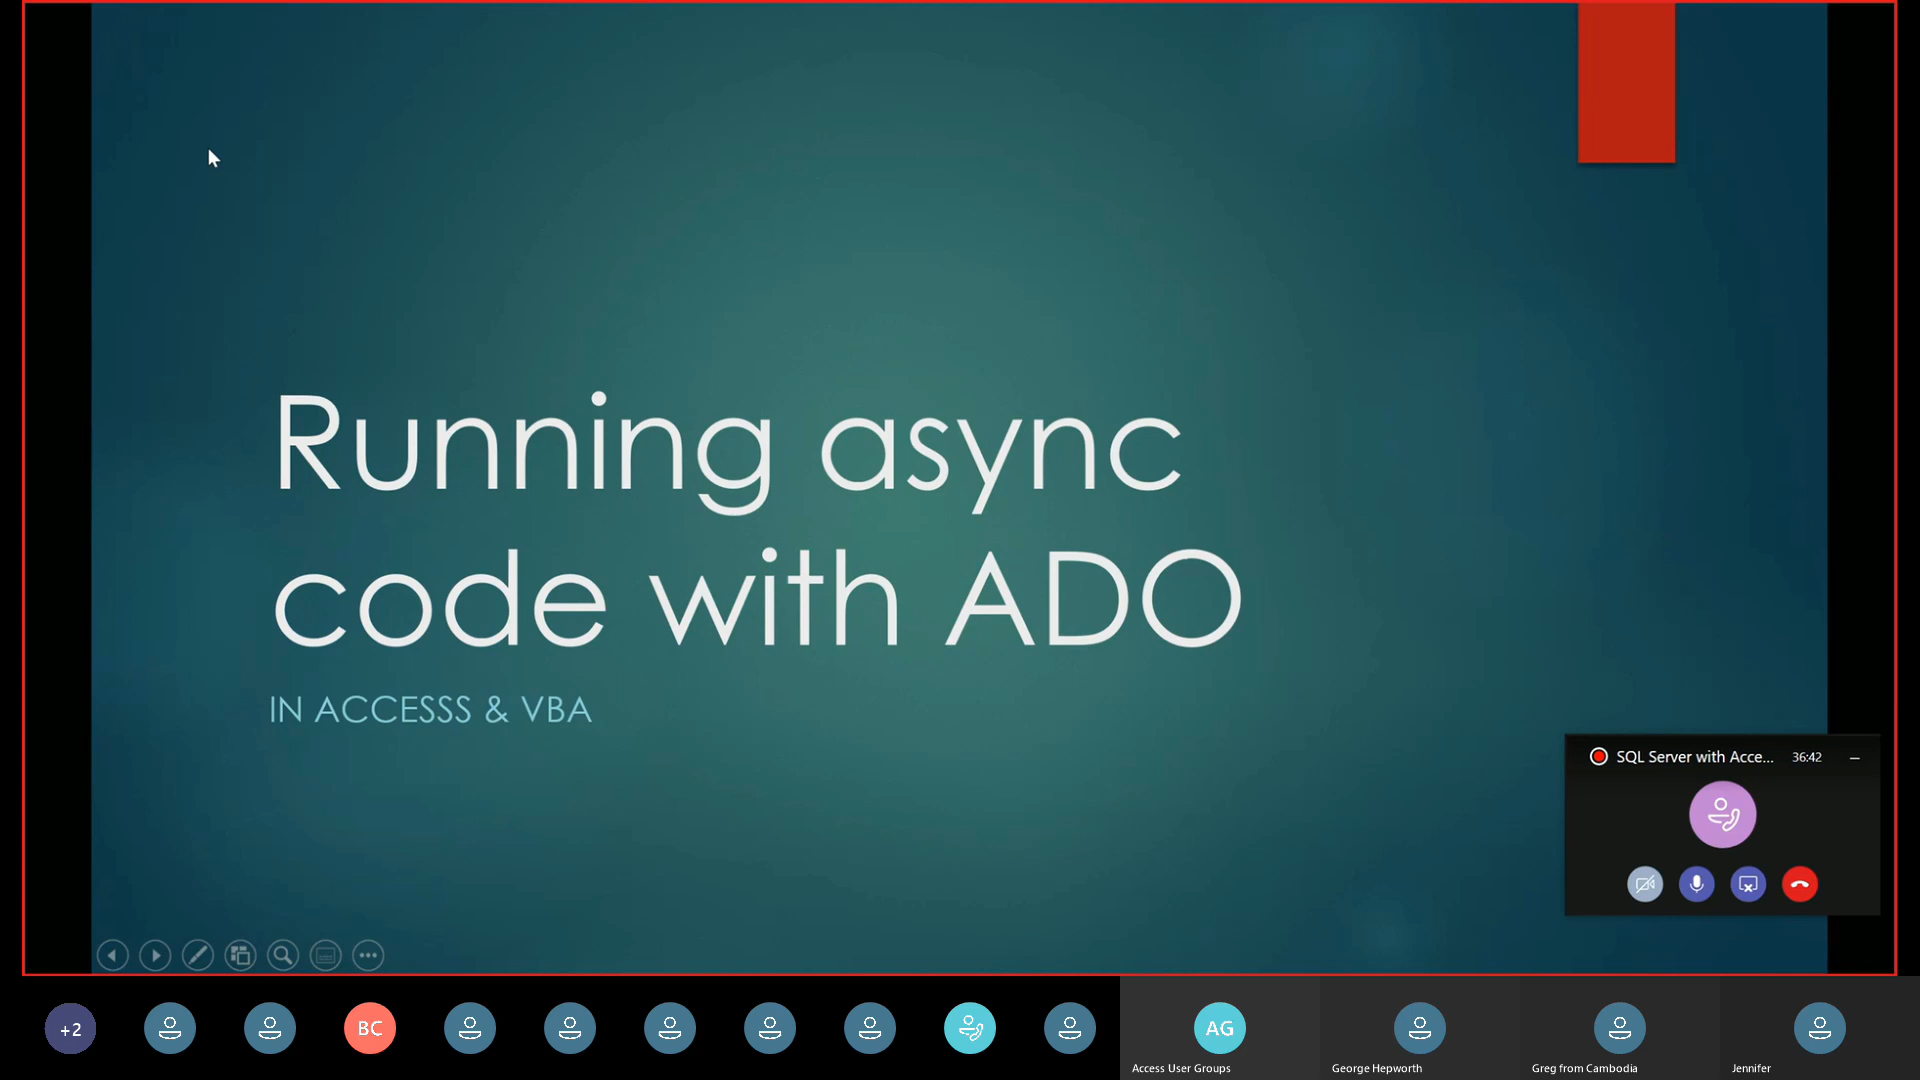 Running async
code with ADO
IN ACCESSS & VBA
SQL Server with Acce... 36:42
+2
BC
AG
Access User Groups
George Hepworth
Greg from Cambodia
Jennifer